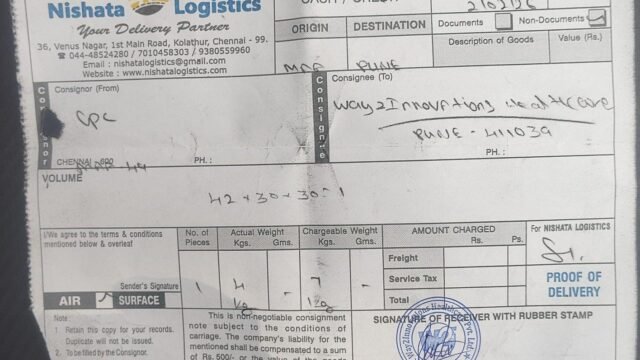 Nishata Logistics
Your Delivery Partner
36, Venus Nagar, 1st Main Road, Kolathur, Chennai - 99.
☎ 044-48524280 / 7010458303 / 9380559960
Email : nishatalogistics@gmail.com
Website : www.nishatalogistics.com
ORIGIN DESTINATION
MAA PUNE
Documents Non-Documents ✓
Description of Goods Value (Rs.)
Consignor
Consignor (From)
CPC
CHENNAI - 600
PH. :
Consignee
Consignee (To)
Way2Innovations Healthcare
PUNE - 411039
PH. :
VOLUME
42 x 30 x 30 = 1
I/We agree to the terms & conditions
mentioned below & overleaf
Sender's Signature
AIR SURFACE
No. of Pieces
1
Actual Weight
Kgs. Gms.
4 -
Kg
Chargeable Weight
Kgs. Gms.
7 -
AMOUNT CHARGED
Rs. Ps.
Freight
Service Tax
Total
For NISHATA LOGISTICS
PROOF OF
DELIVERY
Note
1. Retain this copy for your records.
Duplicate will not be issued.
2. To be filled by the Consignor.
This is non-negotiable consignment
note subject to the conditions of
carriage. The company's liability for the
mentioned shall be compensated to a sum
of Rs. 500/-
SIGNATURE OF RECEIVER WITH RUBBER STAMP